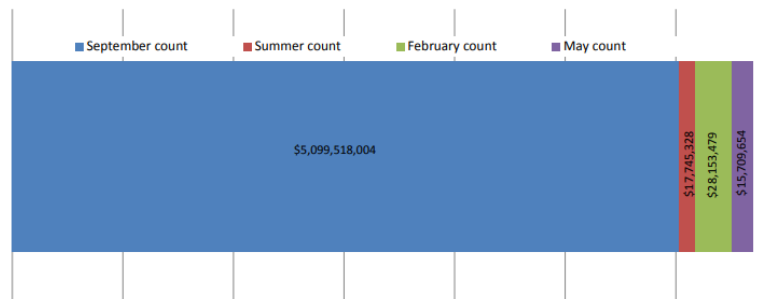 September count
Summer count
February count
May count
$5,099,518,004
$17,745,328
$28,153,479
$15,709,654